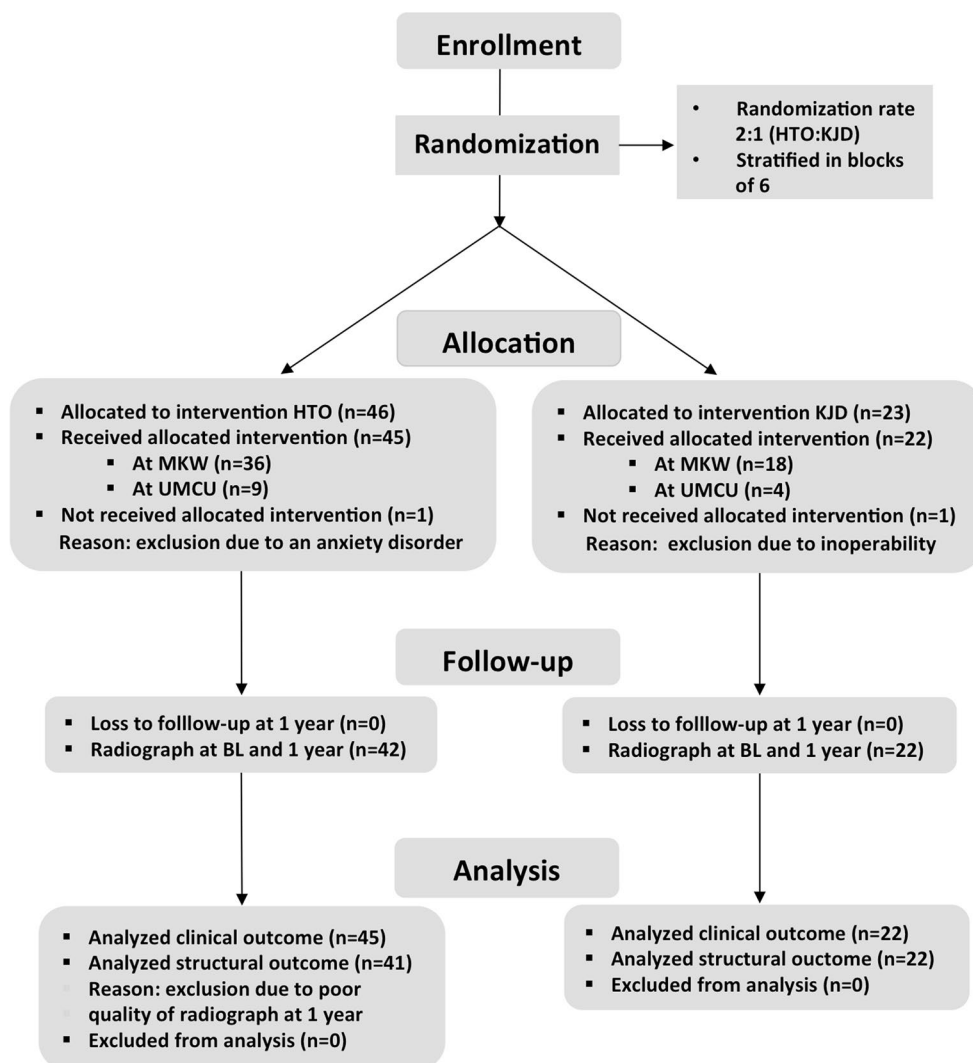 Enrollment
Randomization
• Randomization rate
2:1 (HTO:KJD)
• Stratified in blocks
of 6
Allocation
▪ Allocated to intervention HTO (n=46)
▪ Received allocated intervention (n=45)
▪ At MKW (n=36)
▪ At UMCU (n=9)
▪ Not received allocated intervention (n=1)
Reason: exclusion due to an anxiety disorder
▪ Allocated to intervention KJD (n=23)
▪ Received allocated intervention (n=22)
▪ At MKW (n=18)
▪ At UMCU (n=4)
▪ Not received allocated intervention (n=1)
Reason: exclusion due to inoperability
Follow-up
▪ Loss to folllow-up at 1 year (n=0)
▪ Radiograph at BL and 1 year (n=42)
▪ Loss to folllow-up at 1 year (n=0)
▪ Radiograph at BL and 1 year (n=22)
Analysis
▪ Analyzed clinical outcome (n=45)
▪ Analyzed structural outcome (n=41)
▪ Reason: exclusion due to poor
▪ quality of radiograph at 1 year
▪ Excluded from analysis (n=0)
▪ Analyzed clinical outcome (n=22)
▪ Analyzed structural ouctome (n=22)
▪ Excluded from analysis (n=0)